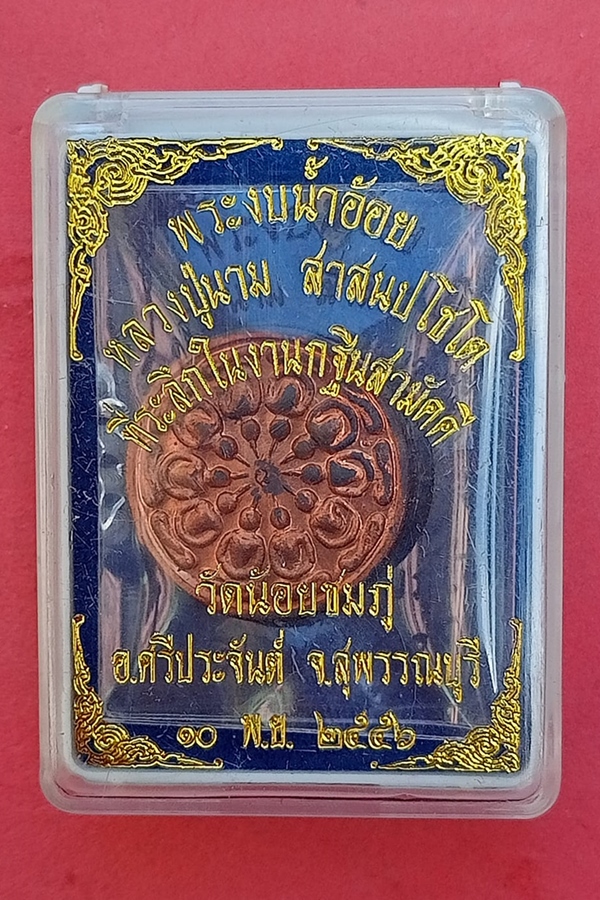 พระงบน้ำอ้อย
หลวงปู่นาม สาสนปโชโต
ที่ระลึกในงานกฐินสามัคคี
วัดน้อยชมภู่
อ.ศรีประจันต์ จ.สุพรรณบุรี
๑๐ พ.ย. ๒๕๕๖